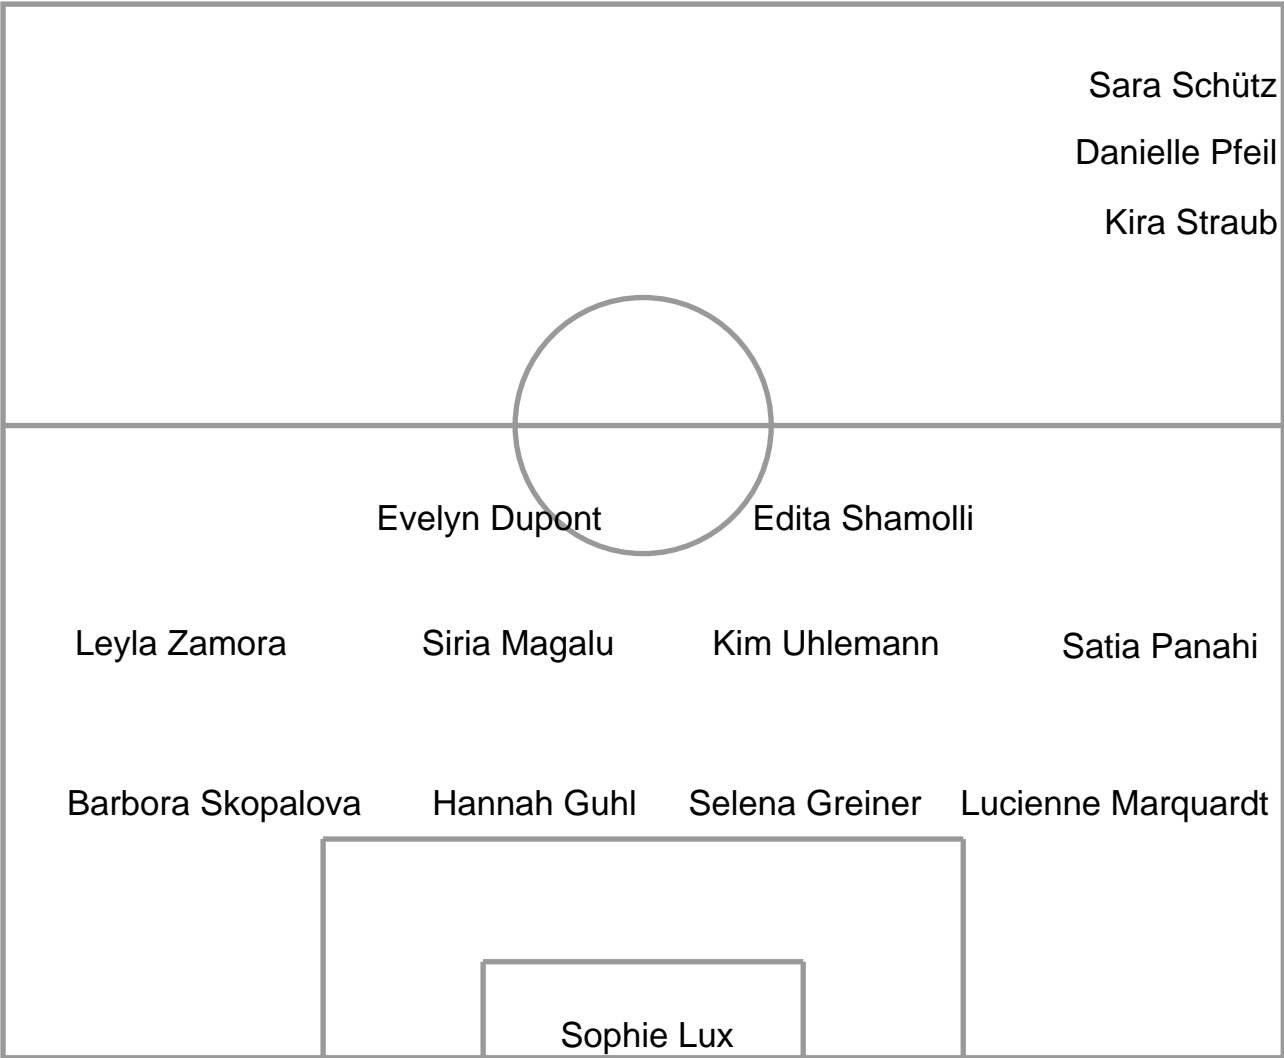 Sara Schütz
Danielle Pfeil
Kira Straub
Evelyn Dupont Edita Shamolli
Leyla Zamora Siria Magalu Kim Uhlemann Satia Panahi
Barbora Skopalova Hannah Guhl Selena Greiner Lucienne Marquardt
Sophie Lux